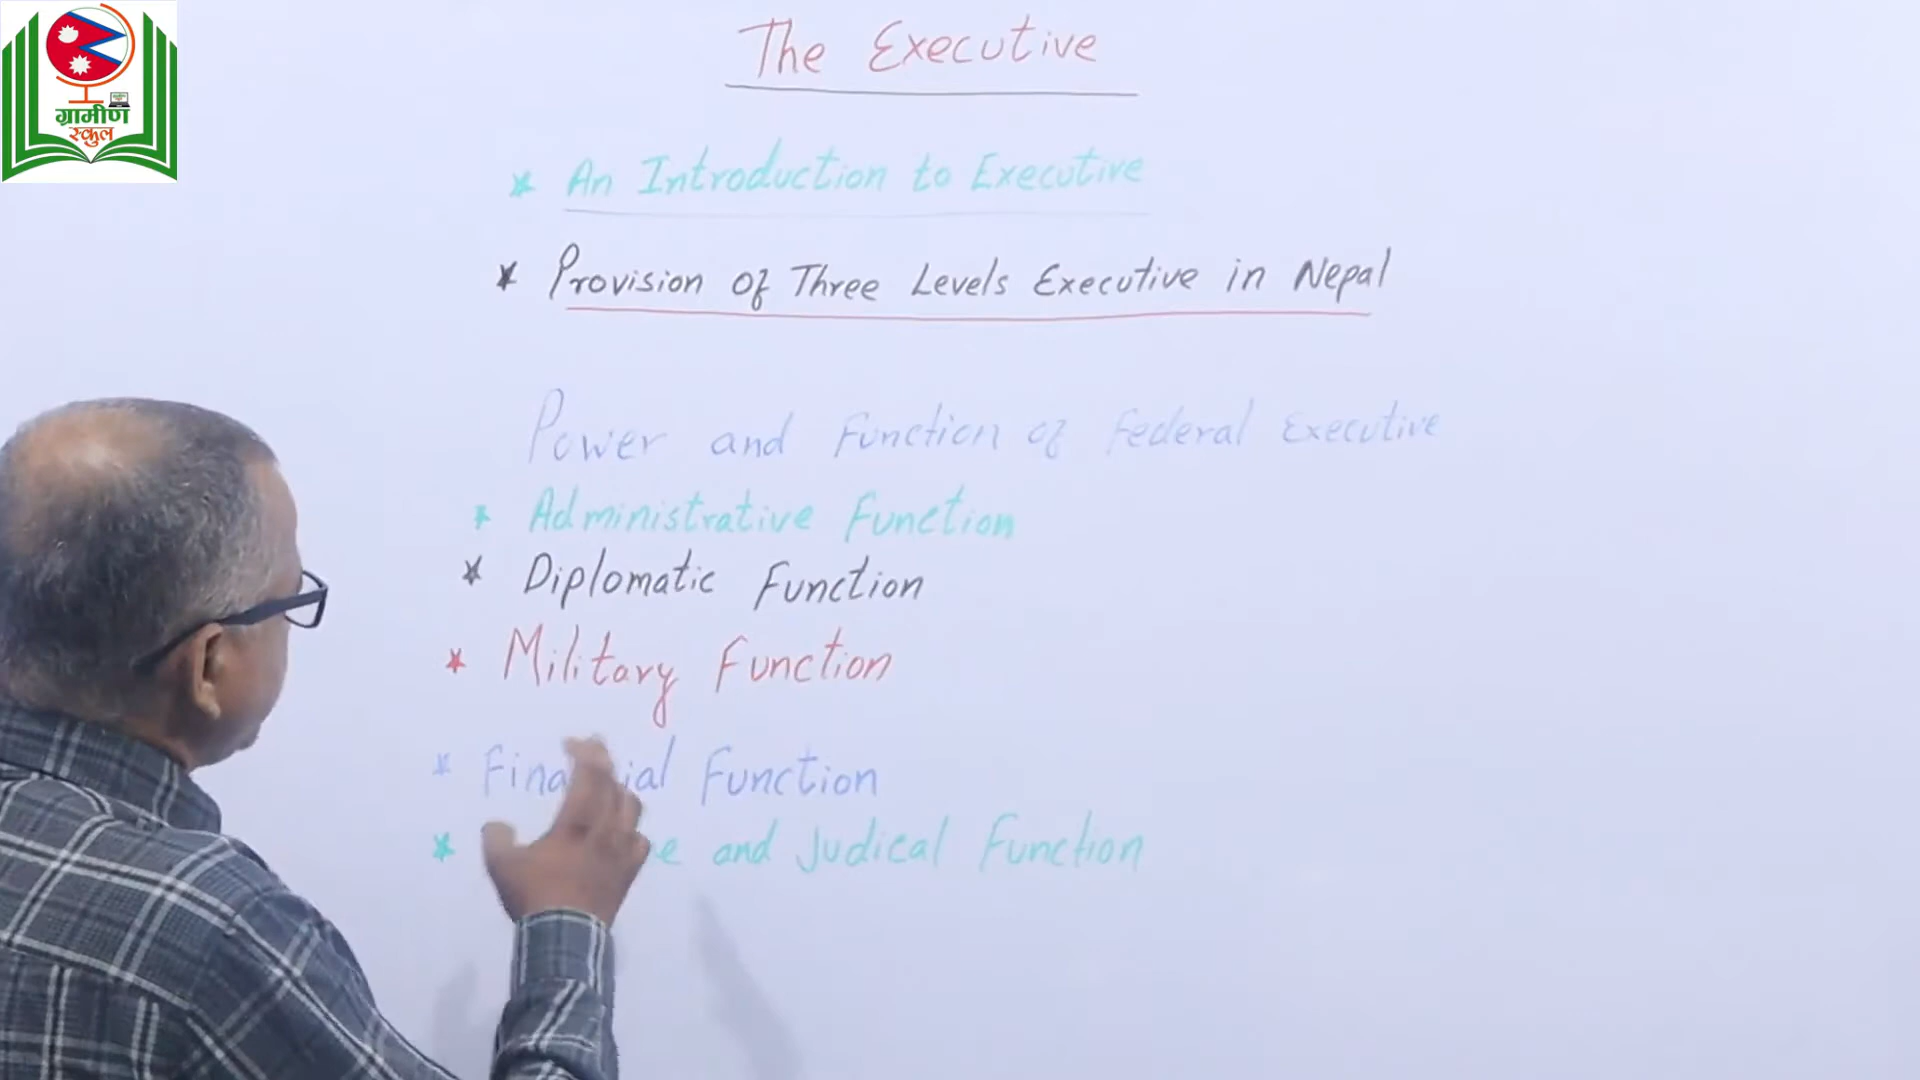 ग्रामीण
स्कुल
The Executive
* An Introduction to Executive
* Provision of Three Levels Executive in Nepal
Power and Function of Federal Executive
* Administrative Function
* Diplomatic Function
* Military Function
* Function
* and Judical Function